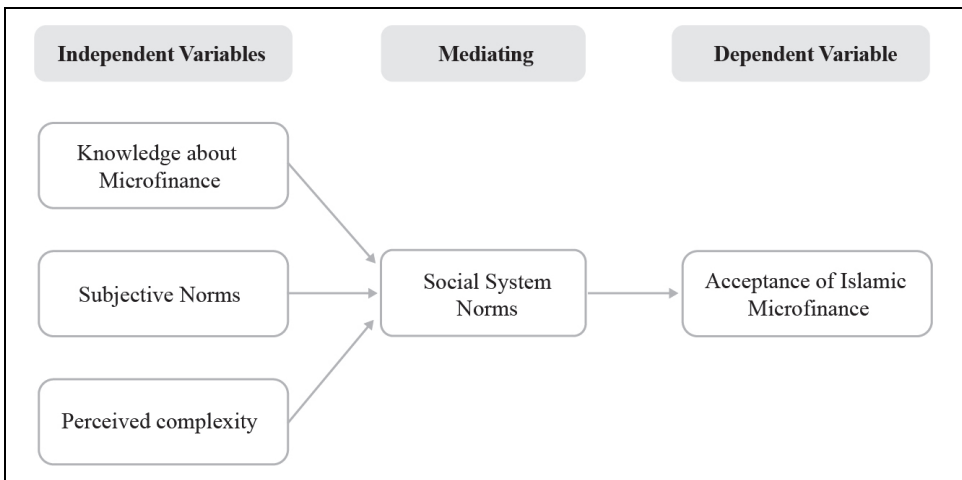 Independent Variables
Mediating
Dependent Variable
Knowledge about
Microfinance
Subjective Norms
Social System
Norms
Acceptance of Islamic
Microfinance
Perceived complexity